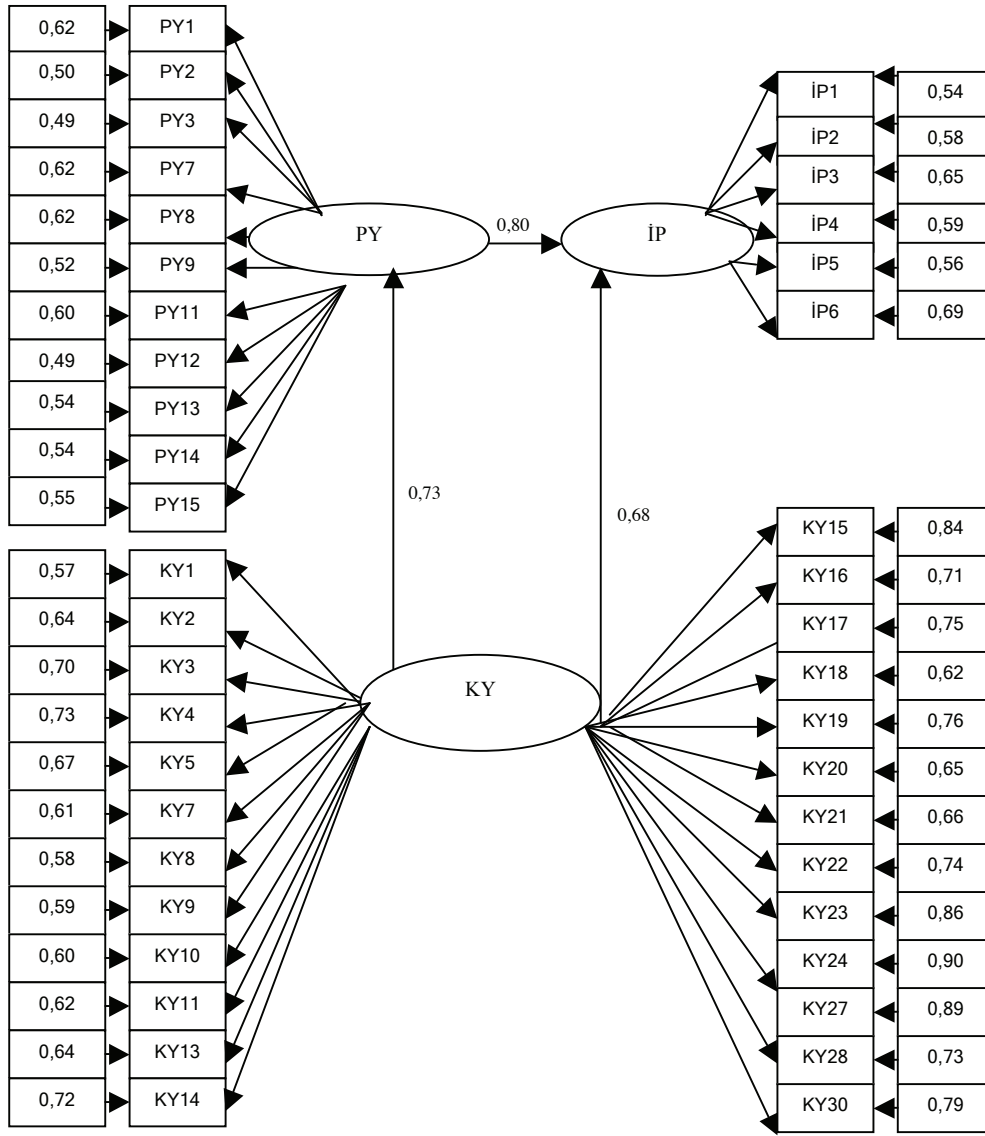 0,62 PY1
0,50 PY2
0,49 PY3
0,62 PY7
0,62 PY8
0,52 PY9
0,60 PY11
0,49 PY12
0,54 PY13
0,54 PY14
0,55 PY15
PY
0,80
İP
İP1 0,54
İP2 0,58
İP3 0,65
İP4 0,59
İP5 0,56
İP6 0,69
0,73
0,68
0,57 KY1
0,64 KY2
0,70 KY3
0,73 KY4
0,67 KY5
0,61 KY7
0,58 KY8
0,59 KY9
0,60 KY10
0,62 KY11
0,64 KY13
0,72 KY14
KY
KY15 0,84
KY16 0,71
KY17 0,75
KY18 0,62
KY19 0,76
KY20 0,65
KY21 0,66
KY22 0,74
KY23 0,86
KY24 0,90
KY27 0,89
KY28 0,73
KY30 0,79